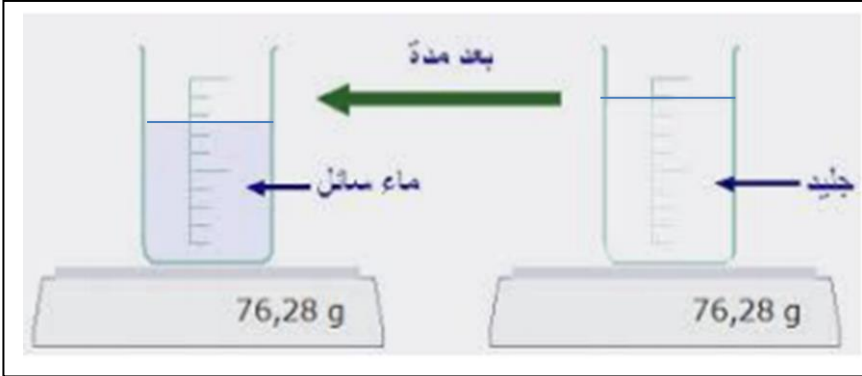 بعد مدة
جليد
ماء سائل
76,28 g
76,28 g